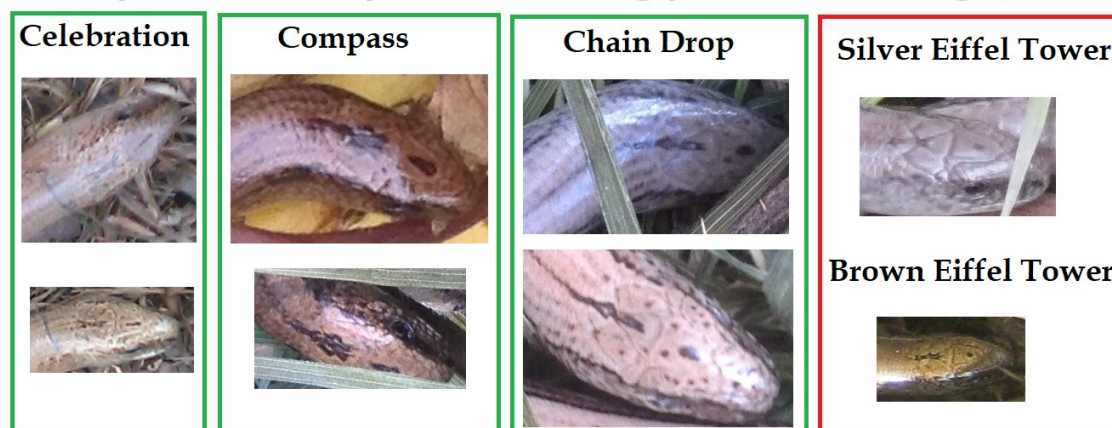 Celebration
Compass
Chain Drop
Silver Eiffel Tower
Brown Eiffel Tower